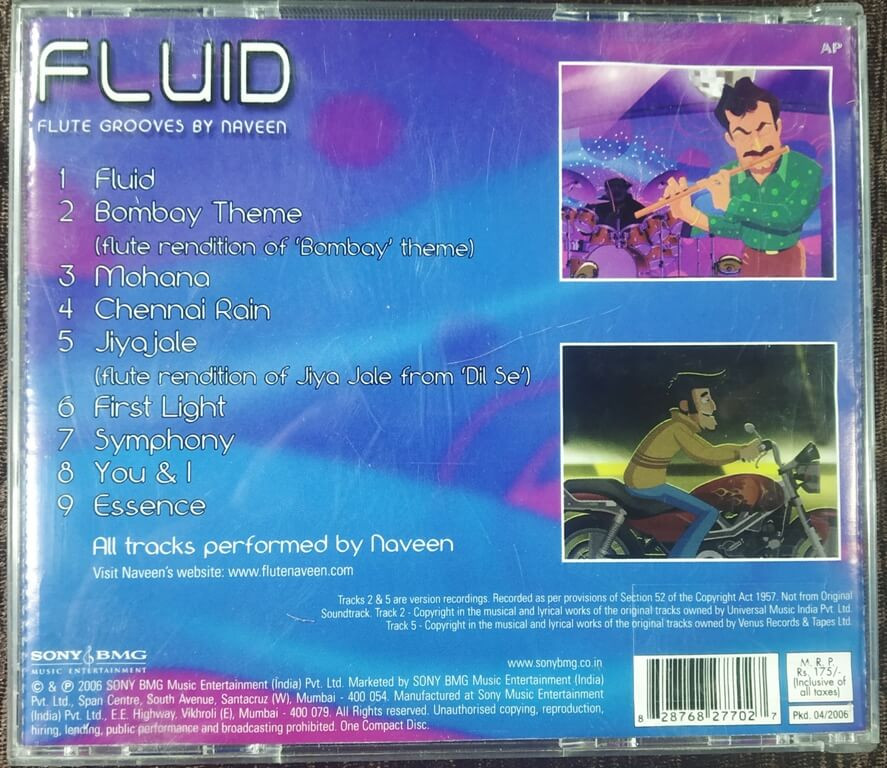 FLUID
FLUTE GROOVES BY NAVEEN
AP
1 Fluid
2 Bombay Theme
(flute rendition of 'Bombay' theme)
3 Mohana
4 Chennai Rain
5 Jiyajale
(flute rendition of Jiya Jale from 'Dil Se')
6 First Light
7 Symphony
8 You & I
9 Essence
All tracks performed by Naveen
Visit Naveen's website: www.flutenaveen.com
Tracks 2 & 5 are version recordings. Recorded as per provisions of Section 52 of the Copyright Act 1957. Not from Original
Soundtrack. Track 2 - Copyright in the musical and lyrical works of the original tracks owned by Universal Music India Pvt. Ltd.
Track 5 - Copyright in the musical and lyrical works of the original tracks owned by Venus Records & Tapes Ltd.
SONY BMG
MUSIC ENTERTAINMENT
www.sonybmg.co.in
© & ℗ 2006 SONY BMG Music Entertainment (India) Pvt. Ltd. Marketed by SONY BMG Music Entertainment (India)
Pvt. Ltd., Span Centre, South Avenue, Santacruz (W), Mumbai - 400 054. Manufactured at Sony Music Entertainment
(India) Pvt. Ltd., E.E. Highway, Vikhroli (E), Mumbai - 400 079. All Rights reserved. Unauthorised copying, reproduction,
hiring, lending, public performance and broadcasting prohibited. One Compact Disc.
8 28768 27702 7
M. R. P.
Rs. 175/-
(Inclusive of
all taxes)
Pkd. 04/2006